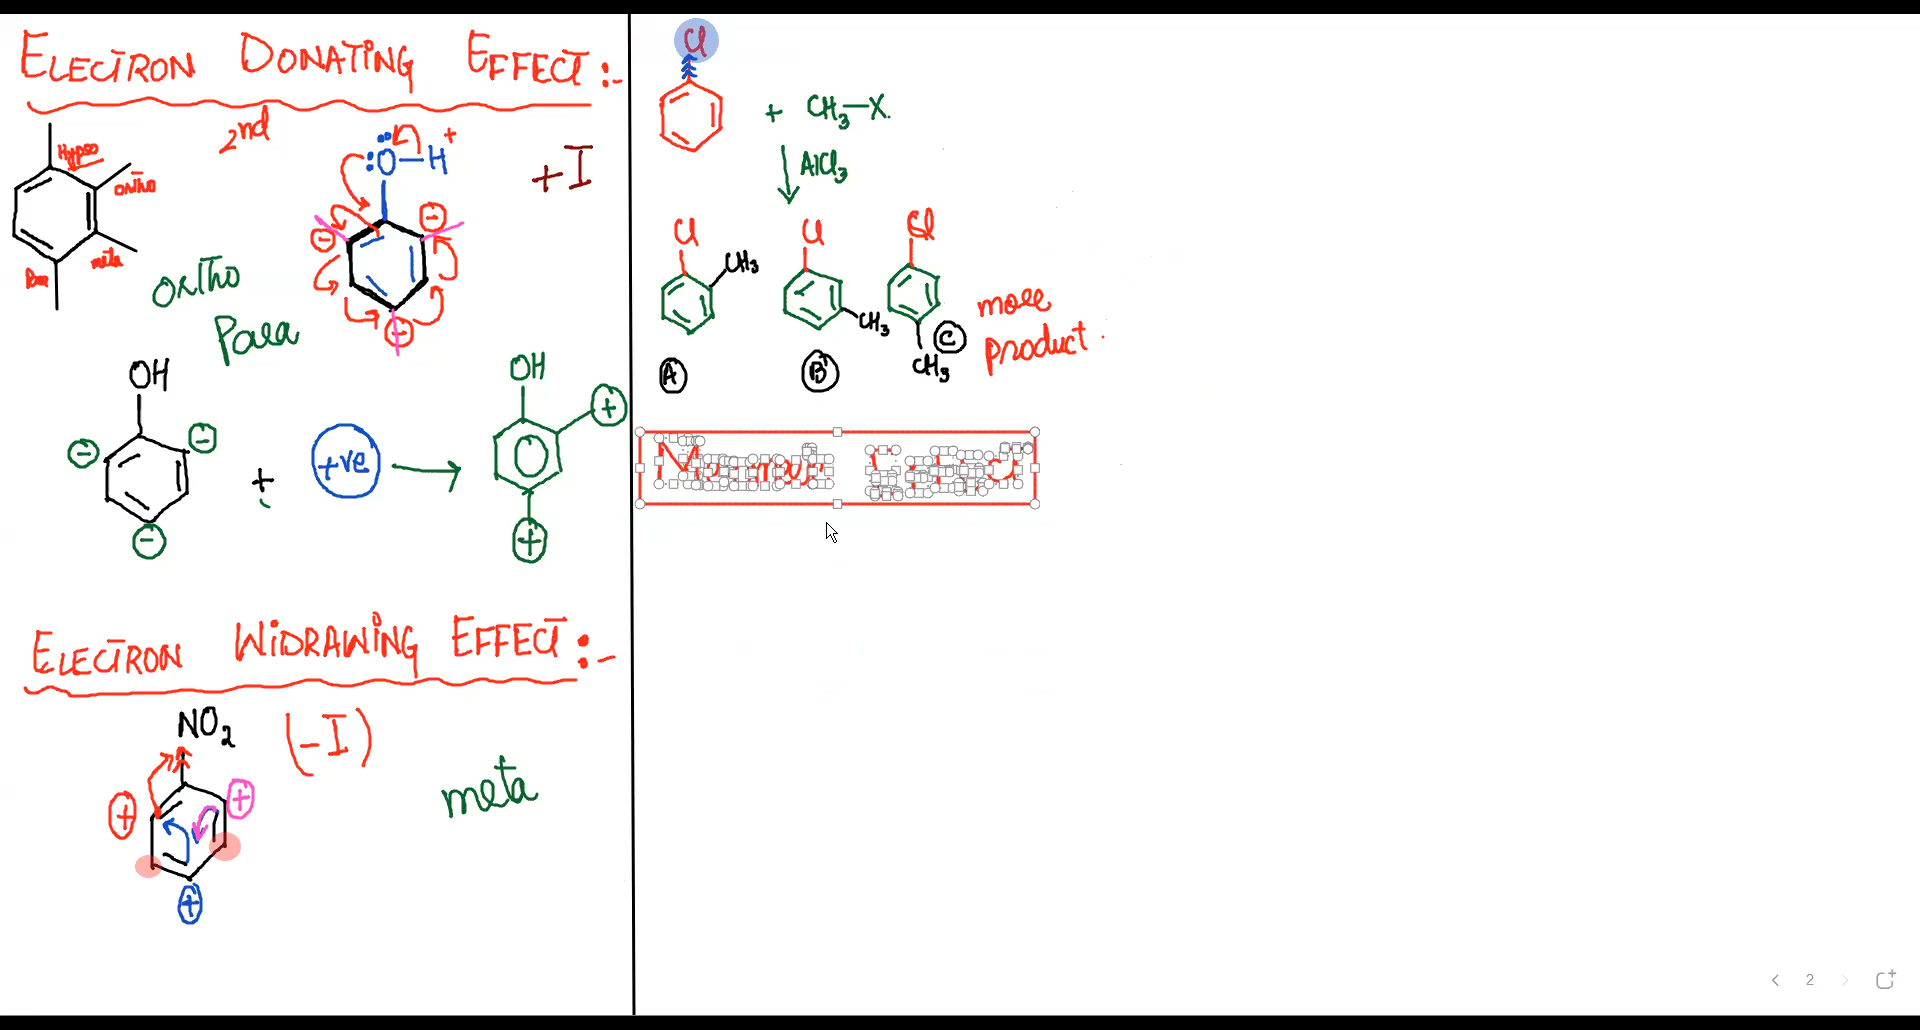 ELECTRON DONATING EFFECT :-
2nd
Hypso
ortho
meta
Para
:O-H +
+I
-
-
-
ortho
Para
OH
-
-
-
+
+ve
OH
+
+
ELECTRON WIDRAWING EFFECT :-
NO2
(-I)
+
+
+
meta
Cl
+ CH3-X.
AlCl3
Cl
CH3
A
Cl
CH3
B
Cl
CH3
C
more
product.
2